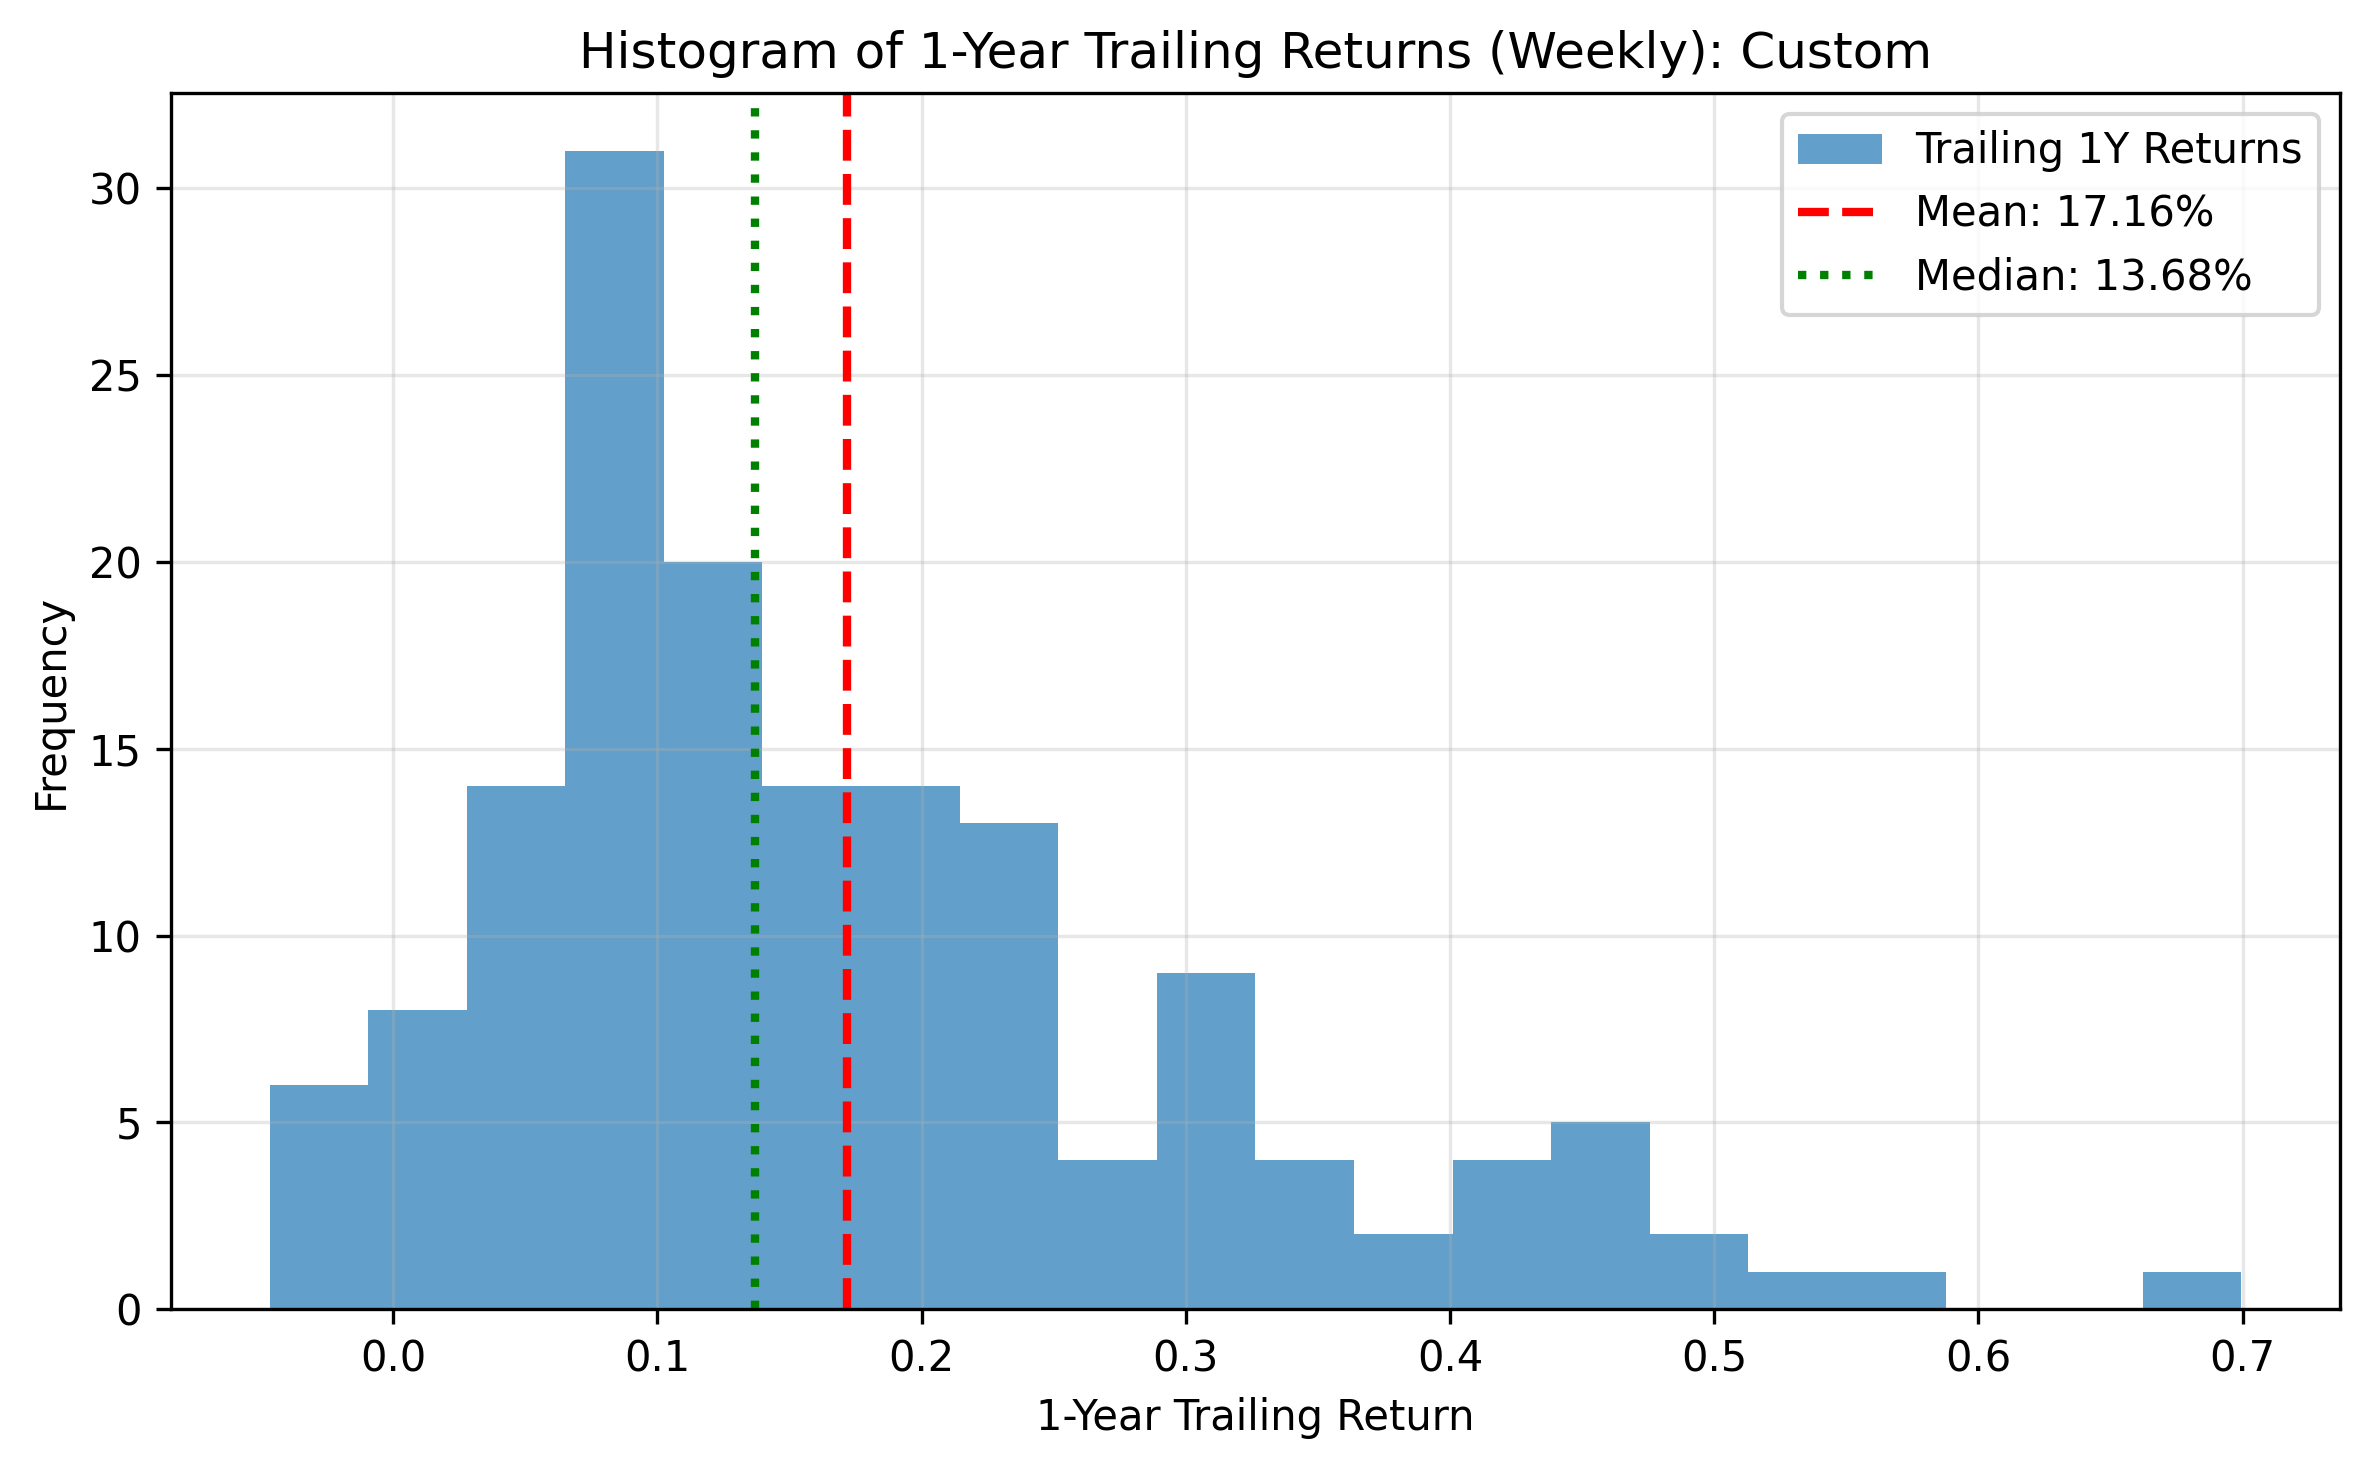 Histogram of 1-Year Trailing Returns (Weekly): Custom
Trailing 1Y Returns
Mean: 17.16%
Median: 13.68%
Frequency
30
25
20
15
10
5
0
0.0 0.1 0.2 0.3 0.4 0.5 0.6 0.7
1-Year Trailing Return